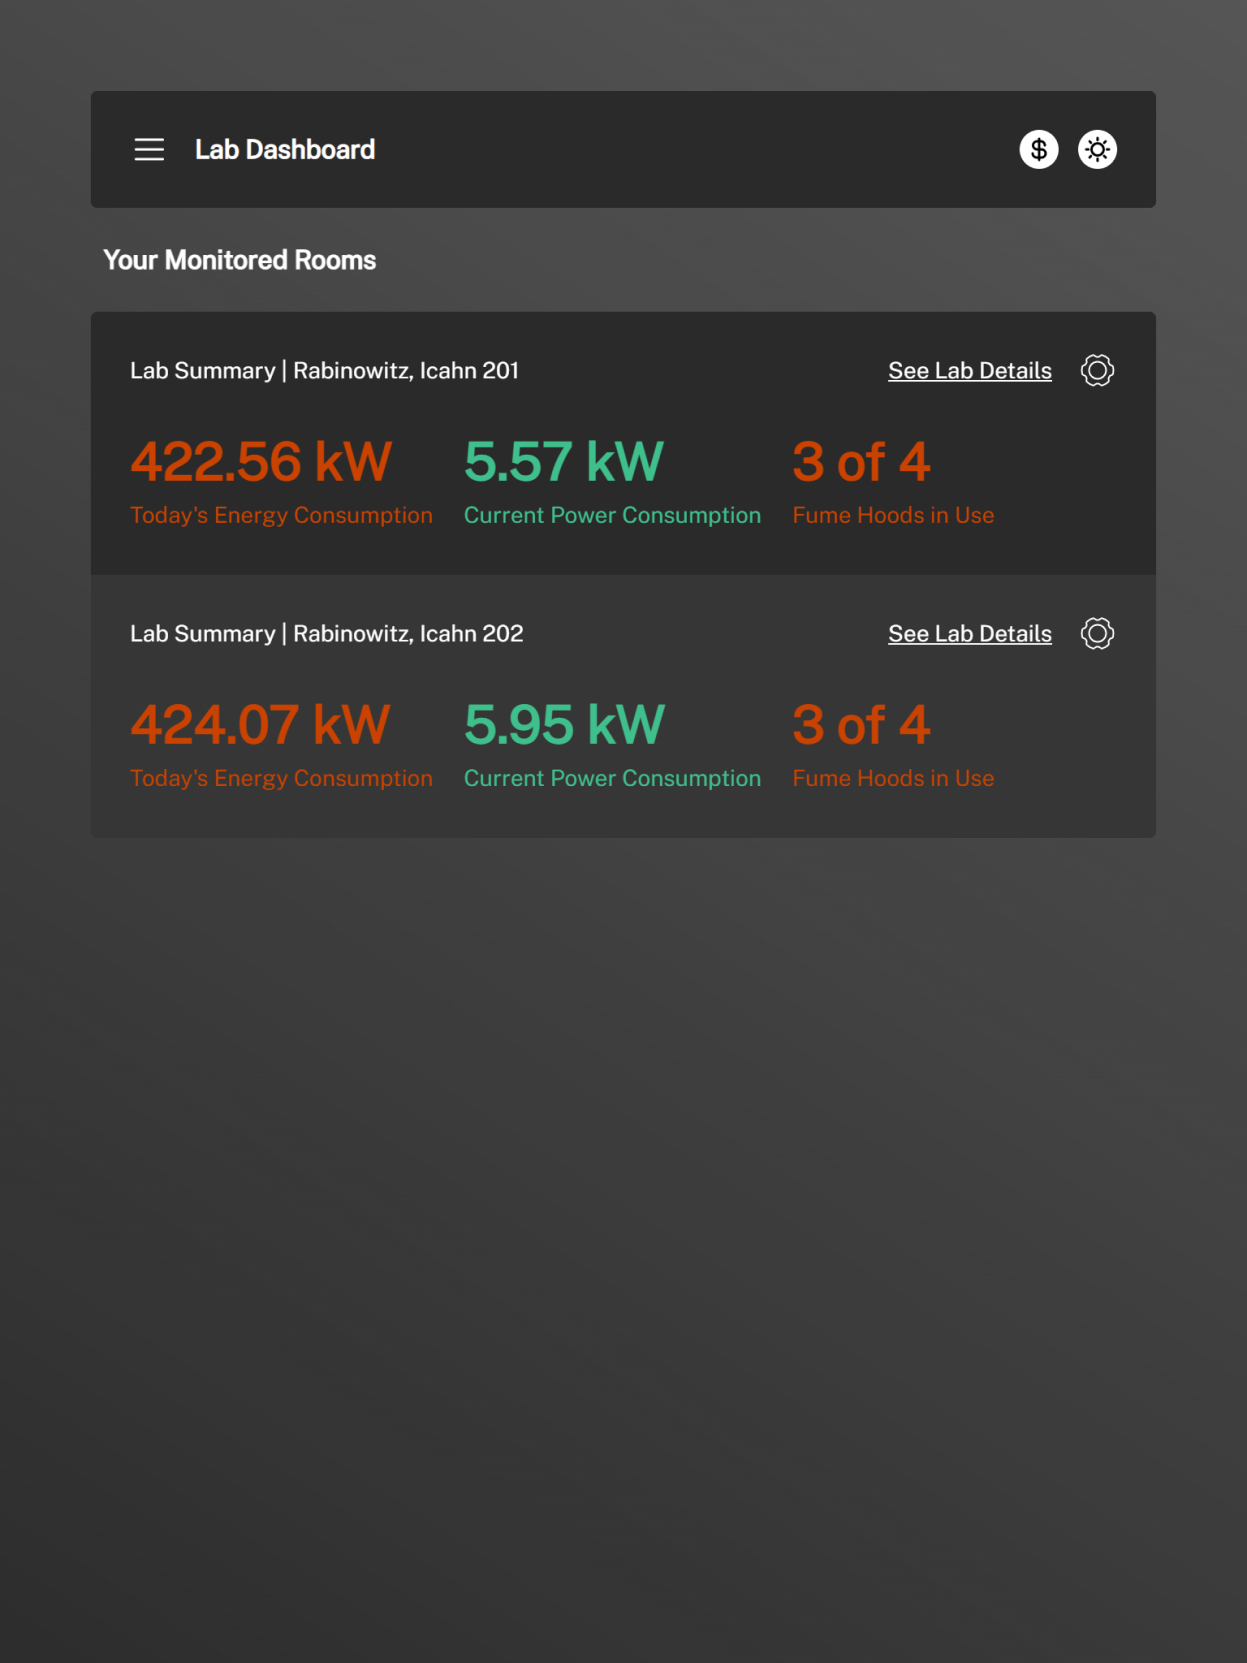 Lab Dashboard
$
Your Monitored Rooms
Lab Summary | Rabinowitz, Icahn 201
See Lab Details
422.56 kW
5.57 kW
3 of 4
Today's Energy Consumption
Current Power Consumption
Fume Hoods in Use
Lab Summary | Rabinowitz, Icahn 202
See Lab Details
424.07 kW
5.95 kW
3 of 4
Today's Energy Consumption
Current Power Consumption
Fume Hoods in Use